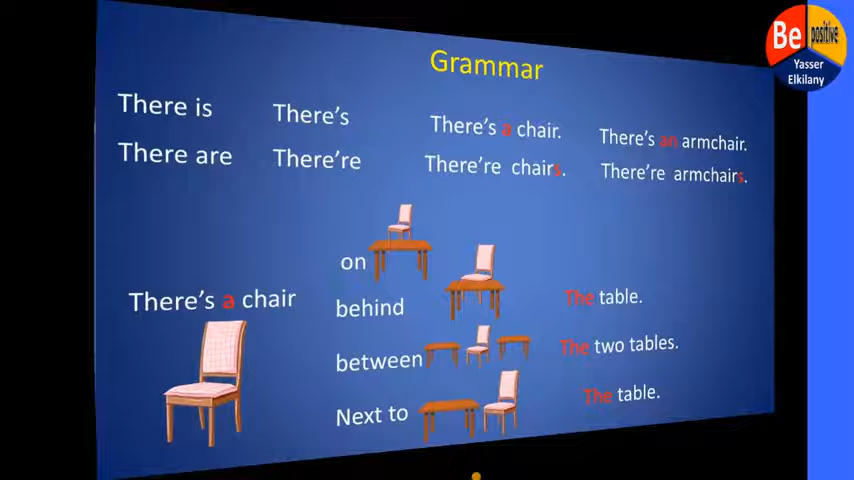 Be positive
Yasser
Elkilany
Grammar
There is There's There's a chair. There's an armchair.
There are There're There're chairs. There're armchairs.
on
There's a chair behind The table.
between The two tables.
Next to The table.